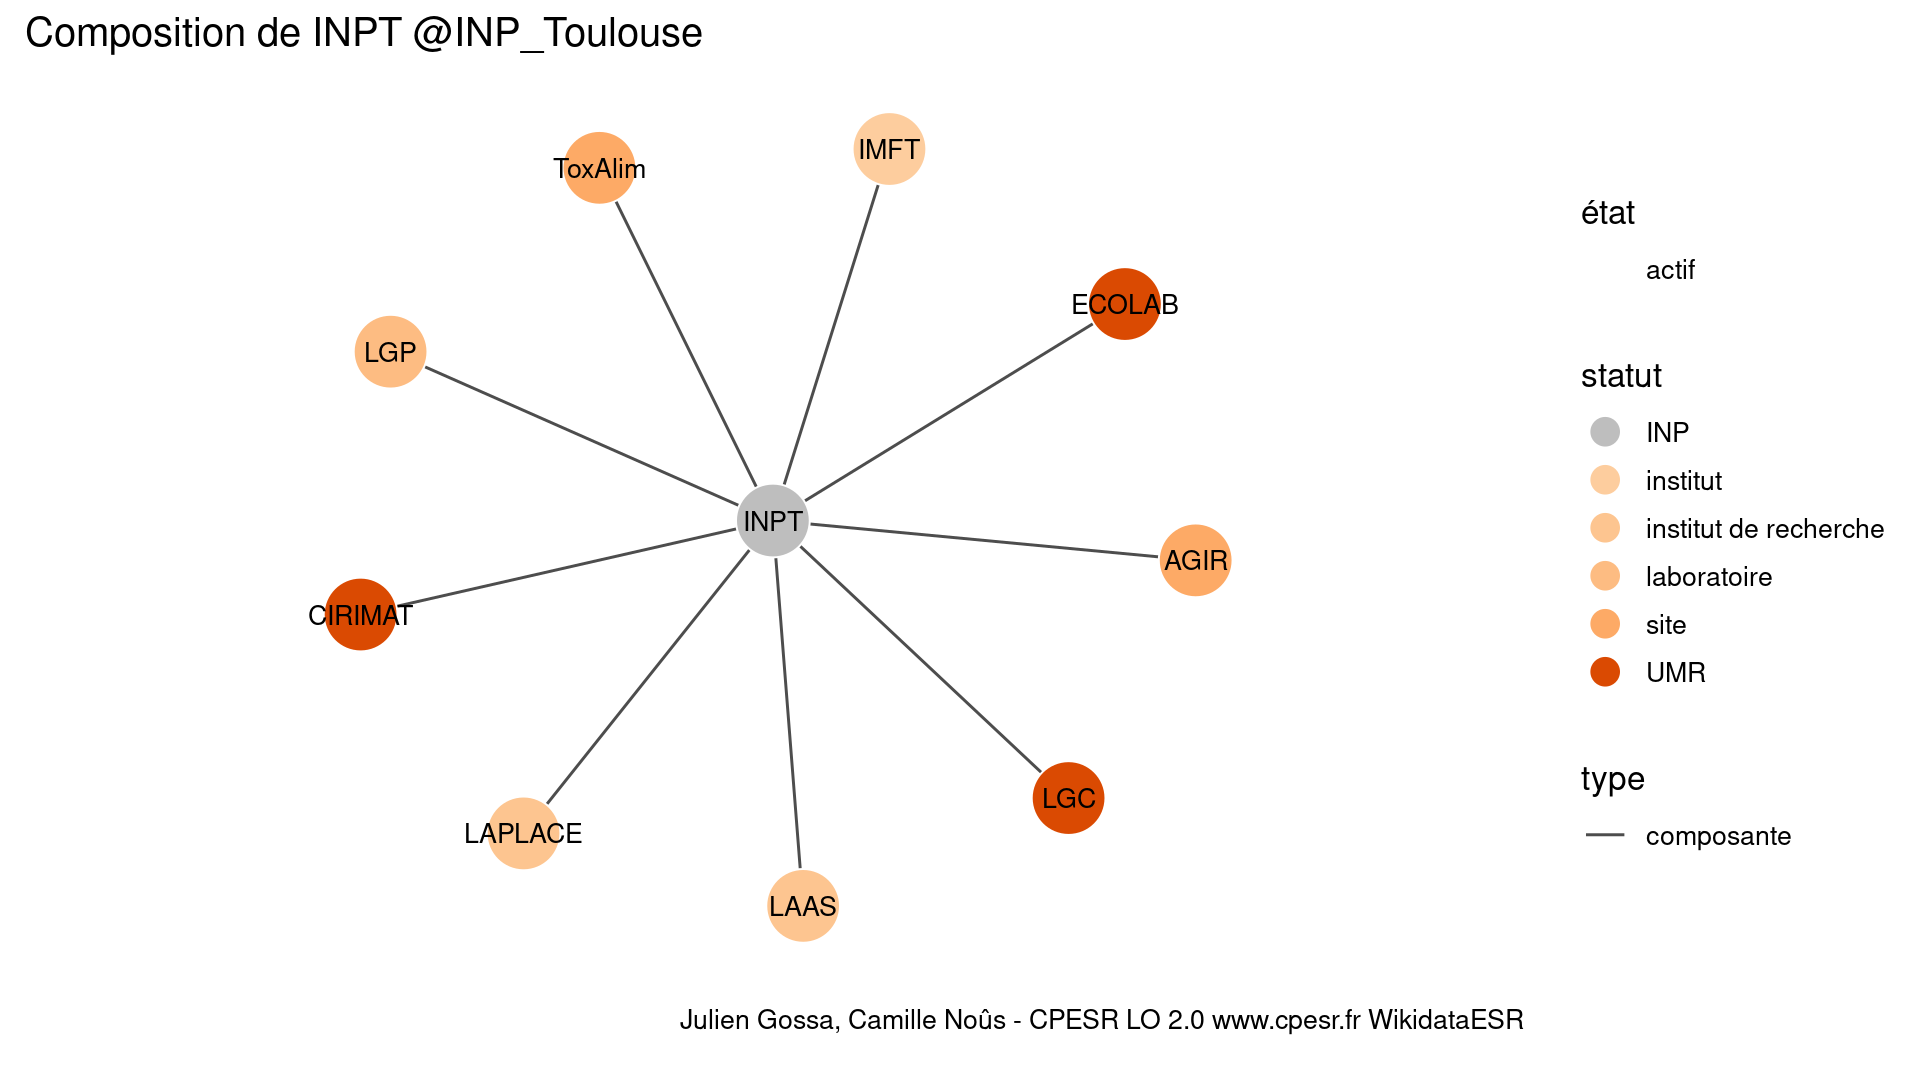 Composition de INPT @INP_Toulouse
IMFT
ToxAlim
ECOLAB
LGP
INPT
AGIR
CIRIMAT
LGC
LAPLACE
LAAS
état
actif
statut
INP
institut
institut de recherche
laboratoire
site
UMR
type
composante
Julien Gossa, Camille Noûs - CPESR LO 2.0 www.cpesr.fr WikidataESR